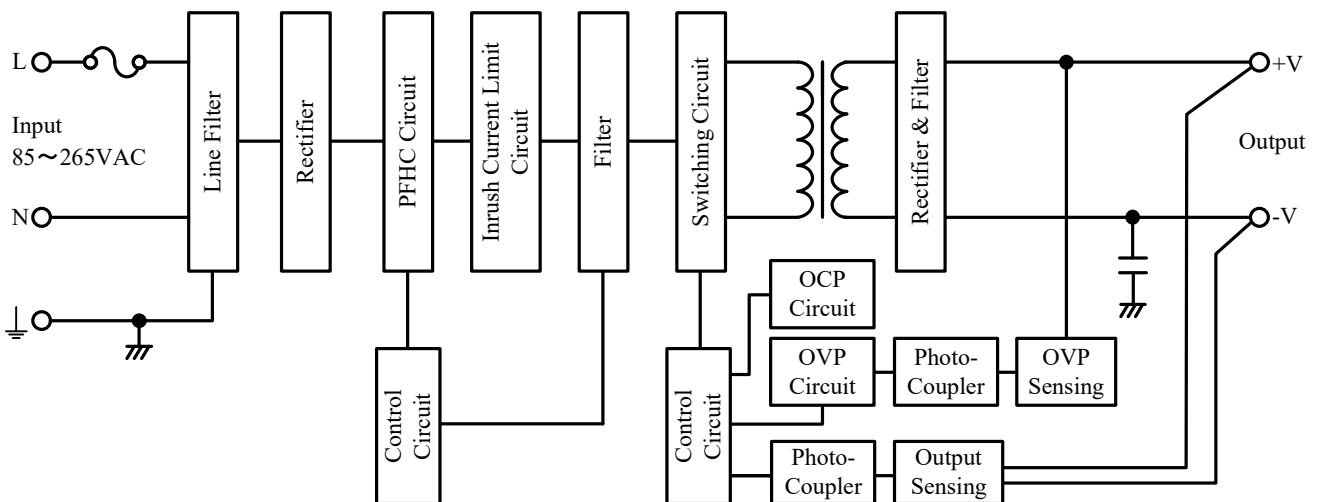 L
Input
85～265VAC
N
Line Filter
Rectifier
PFHC Circuit
Inrush Current Limit
Circuit
Filter
Switching Circuit
Rectifier & Filter
+V
Output
-V
Control
Circuit
Control
Circuit
OCP
Circuit
OVP
Circuit
Photo-
Coupler
OVP
Sensing
Photo-
Coupler
Output
Sensing